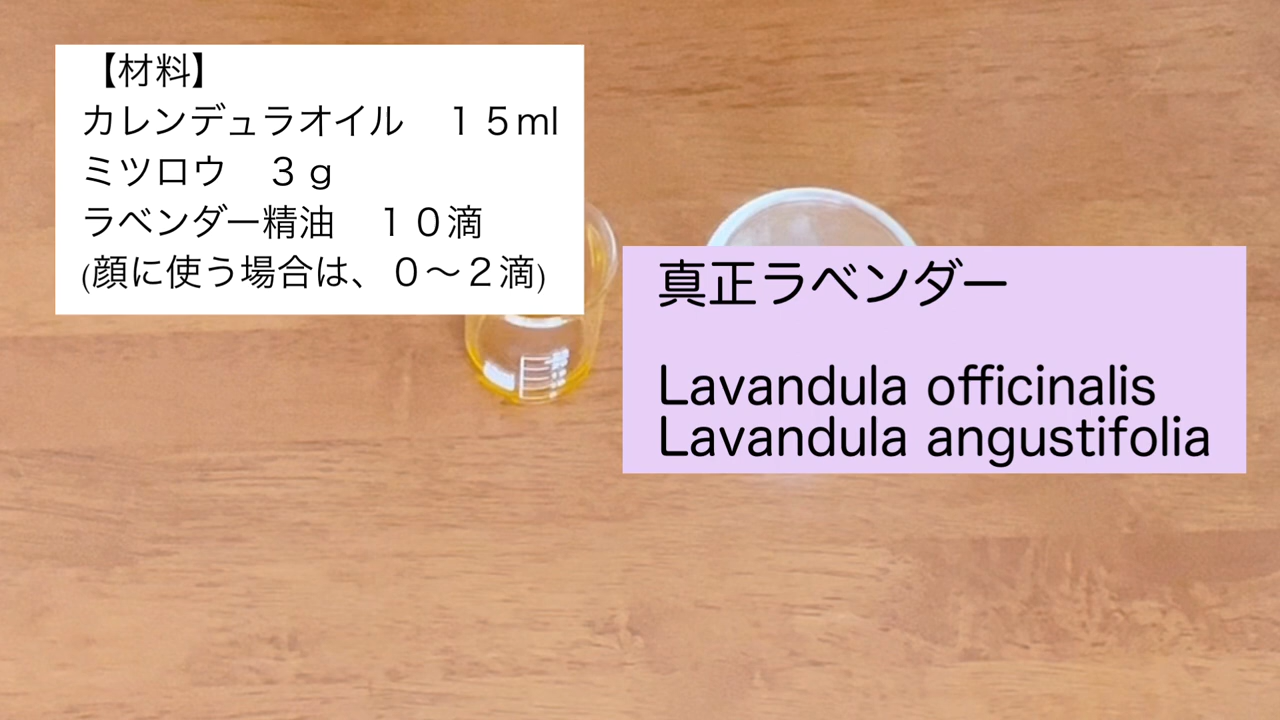 【材料】
カレンデュラオイル　１５ml
ミツロウ　３ｇ
ラベンダー精油　１０滴
(顔に使う場合は、０〜２滴)
真正ラベンダー
Lavandula officinalis
Lavandula angustifolia